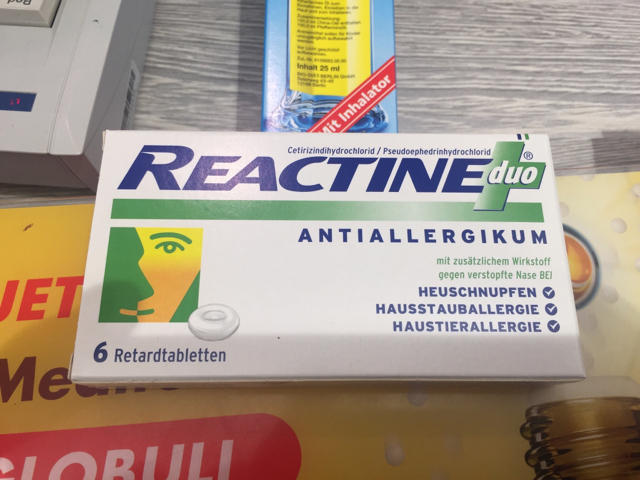 Inhalt 25 ml
Mit Inhalator
Cetirizindihydrochlorid / Pseudoephedrinhydrochlorid
REACTINE duo ®
ANTIALLERGIKUM
mit zusätzlichem Wirkstoff
gegen verstopfte Nase BEI
HEUSCHNUPFEN
HAUSSTAUBALLERGIE
HAUSTIERALLERGIE
6 Retardtabletten
JET
GLOBULI